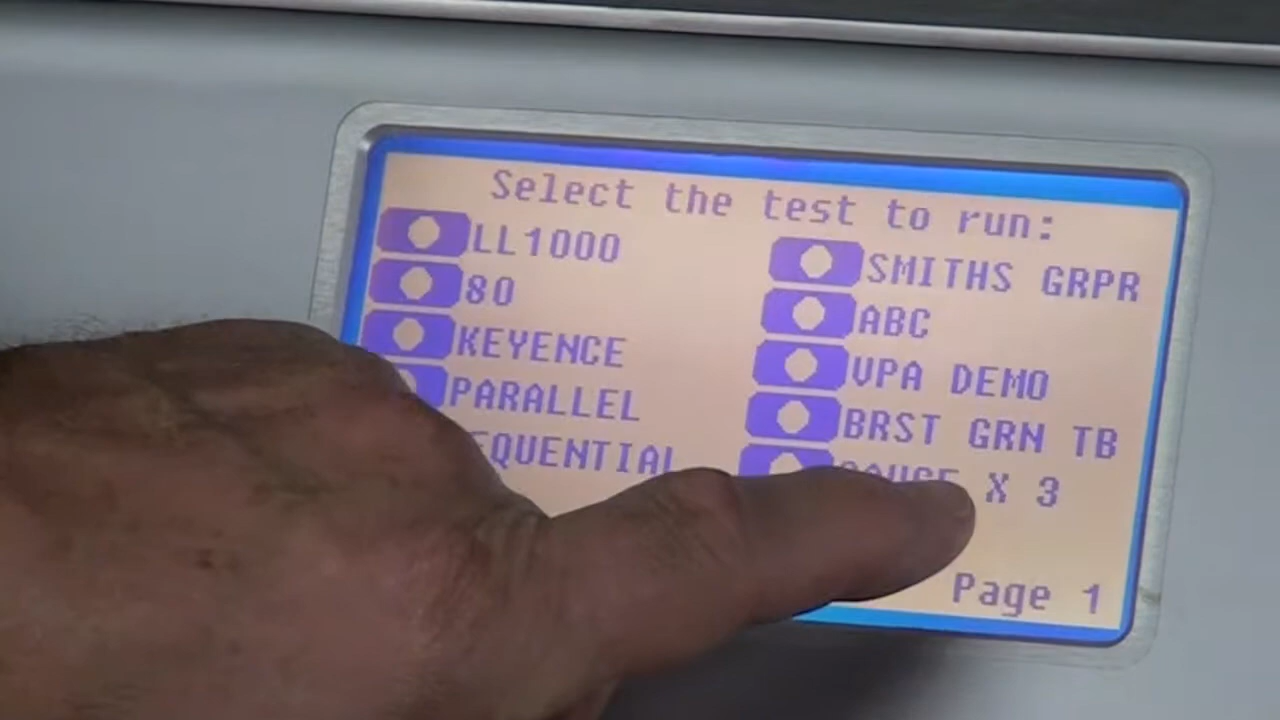 Select the test to run:
LL1000
SMITHS GRPR
80
ABC
KEYENCE
VPA DEMO
PARALLEL
BRST GRN TB
X 3
Page 1